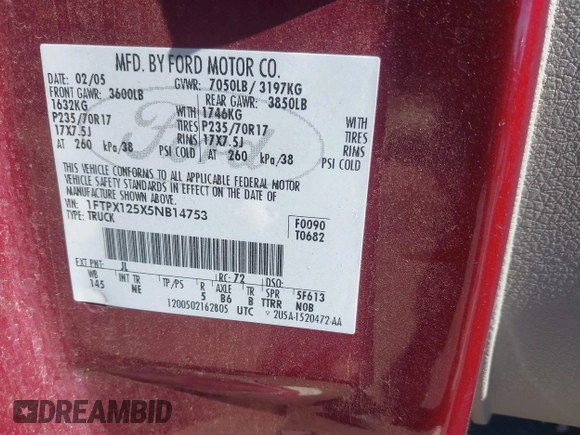 MFD. BY FORD MOTOR CO.
DATE: 02/05 GVWR: 7050LB/ 3197KG
FRONT GAWR: 3600LB REAR GAWR: 3850LB
1632KG WITH 1746KG WITH
P235/70R17 TIRES P235/70R17 TIRES
17X7.5J RIMS 17X7.5J RIMS
AT 260 kPa/38 PSI COLD AT 260 kPa/38 PSI COLD
THIS VEHICLE CONFORMS TO ALL APPLICABLE FEDERAL MOTOR
VEHICLE SAFETY STANDARDS IN EFFECT ON THE DATE OF
MANUFACTURE SHOWN ABOVE.
VIN: 1FTPX125X5NB14753
TYPE: TRUCK
F0090
T0682
Ford
EXT PNT: JL RC: 72 DSO:
WB INT TR TP/PS R AXLE TR SPR 5F613
145 NE 5 B6 B TTRR NOB
1200502162805 UTC 2U5A-1520472-AA
DREAMBID